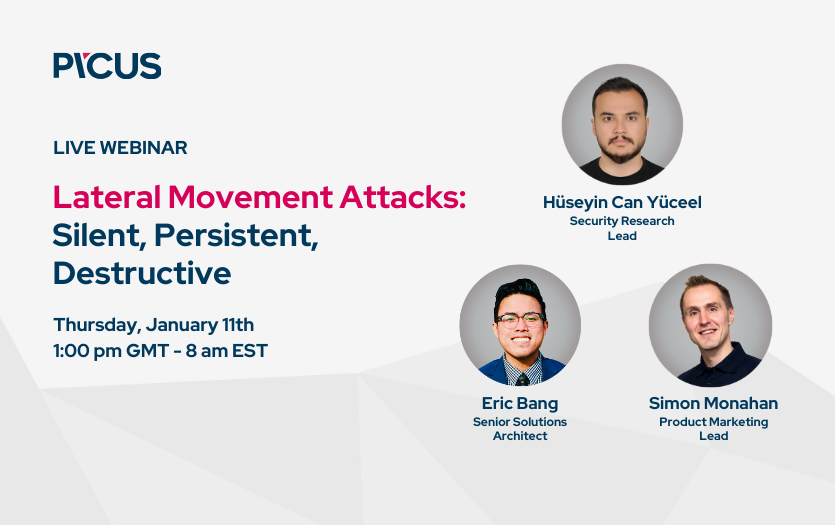 PICUS
LIVE WEBINAR
Lateral Movement Attacks:
Silent, Persistent,
Destructive
Thursday, January 11th
1:00 pm GMT - 8 am EST
Hüseyin Can Yüceel
Security Research
Lead
Eric Bang
Senior Solutions
Architect
Simon Monahan
Product Marketing
Lead